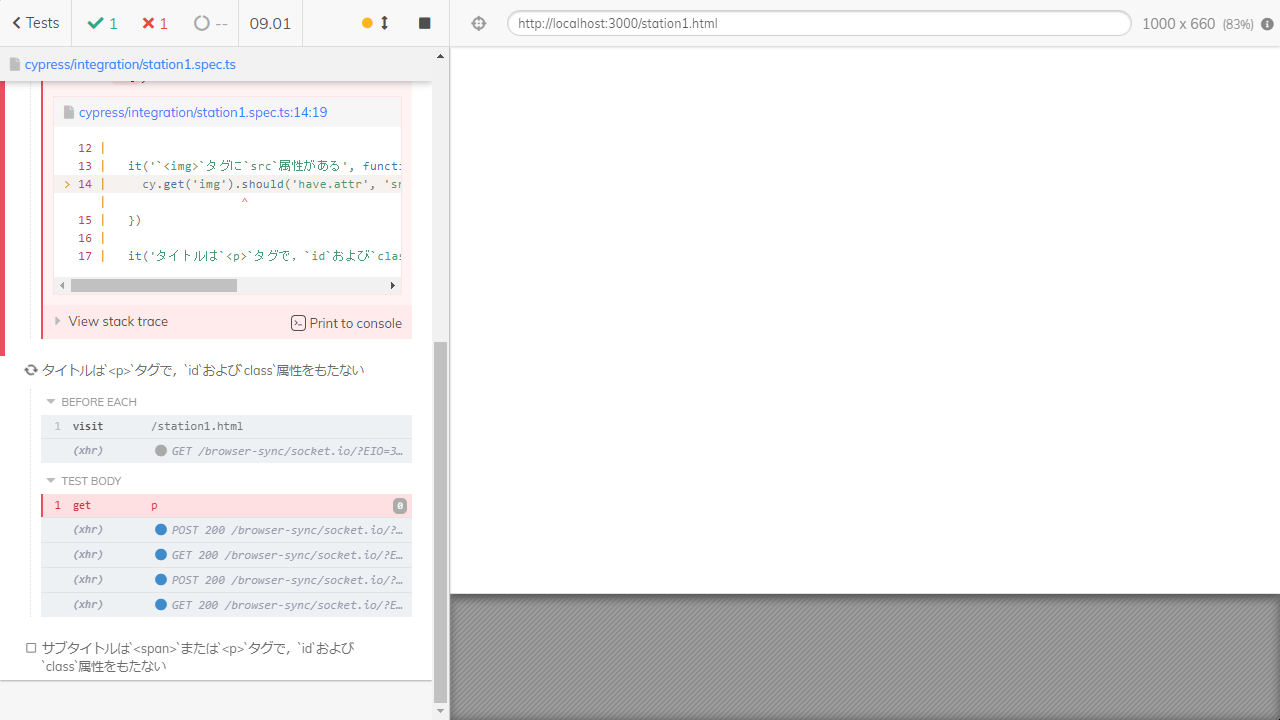 Tests
1
1
--
09.01
http://localhost:3000/station1.html
1000 x 660 (83%)
cypress/integration/station1.spec.ts
cypress/integration/station1.spec.ts:14:19
12 |
13 | it('`<img>`タグに`src`属性がある', functi
> 14 | cy.get('img').should('have.attr', 'sr
| ^
15 | })
16 |
17 | it('タイトルは`<p>`タグで，`id`および`clas
View stack trace
Print to console
タイトルは`<p>`タグで，`id`および`class`属性をもたない
BEFORE EACH
1 visit /station1.html
(xhr) GET /browser-sync/socket.io/?EIO=3...
TEST BODY
1 get p 0
(xhr) POST 200 /browser-sync/socket.io/?...
(xhr) GET 200 /browser-sync/socket.io/?E...
(xhr) POST 200 /browser-sync/socket.io/?...
(xhr) GET 200 /browser-sync/socket.io/?E...
サブタイトルは`<span>`または`<p>`タグで，`id`および
`class`属性をもたない